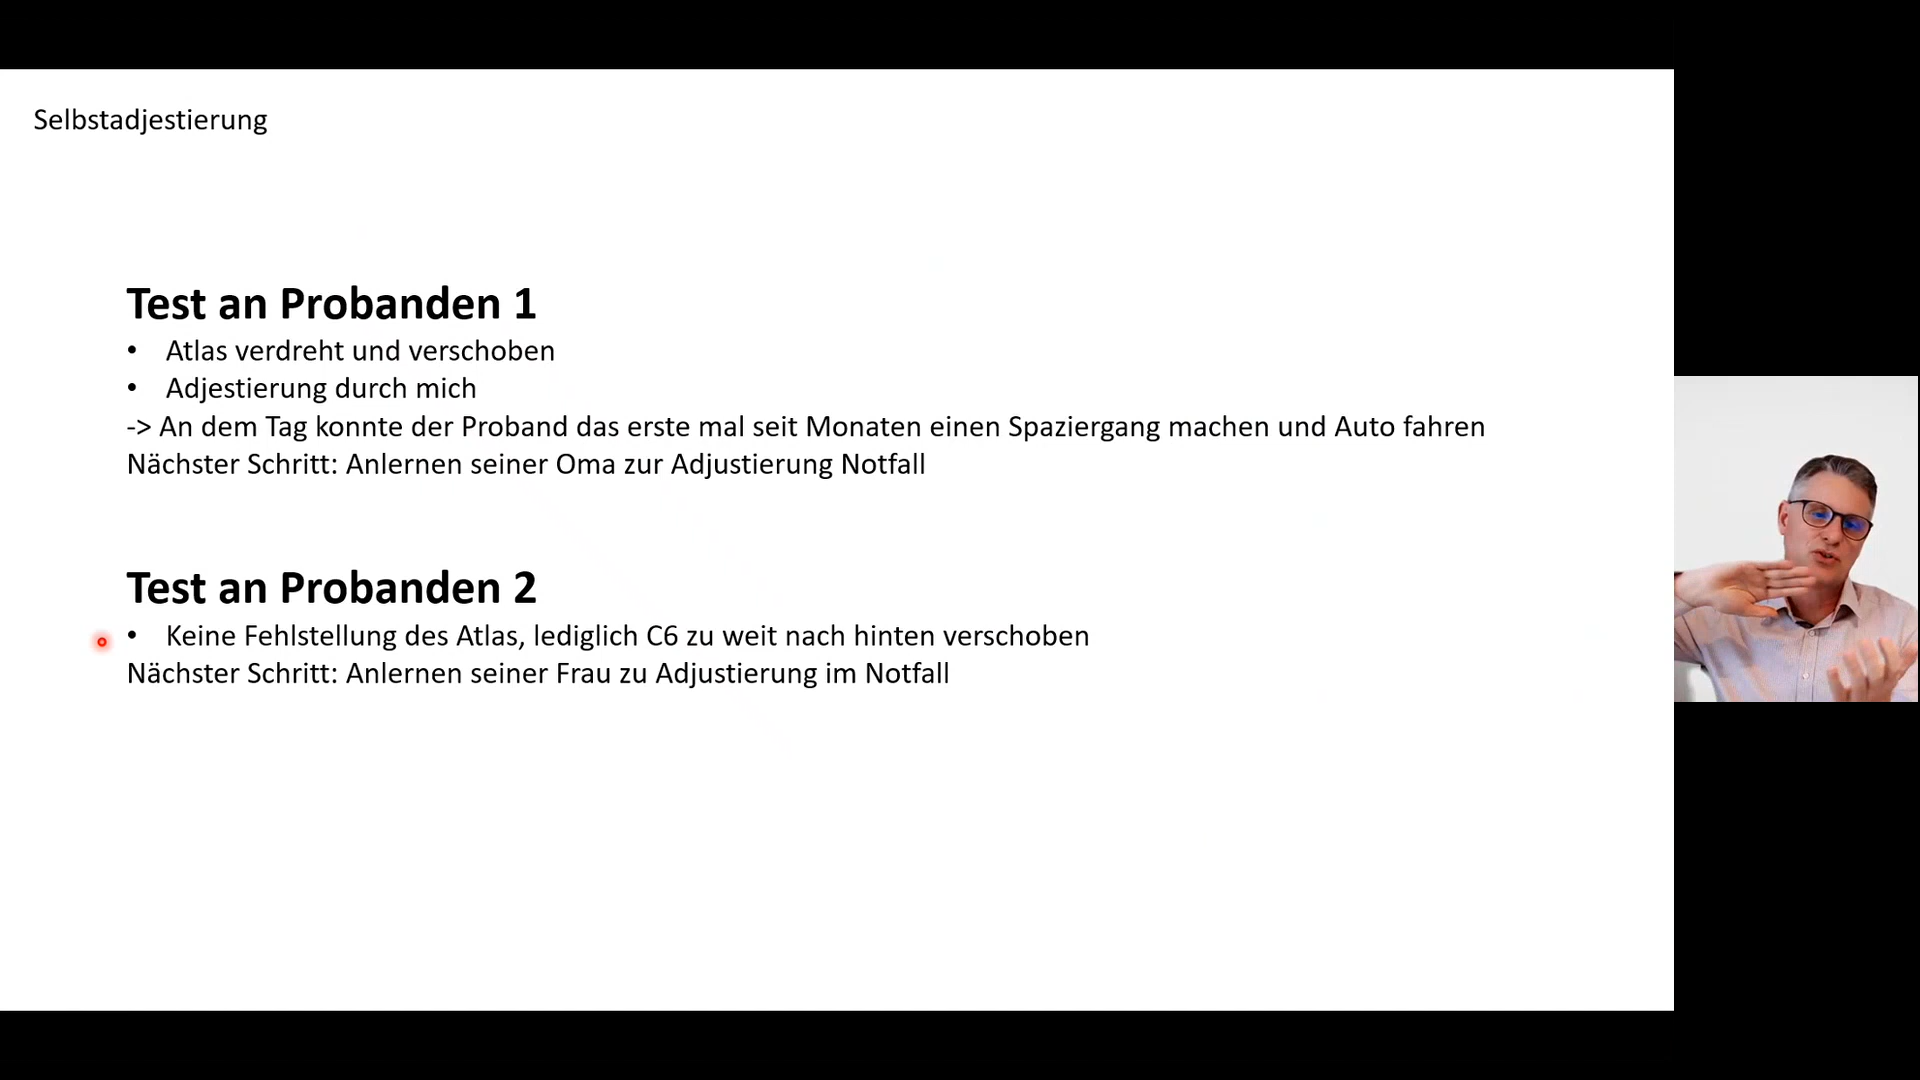 Selbstadjestierung
Test an Probanden 1
• Atlas verdreht und verschoben
• Adjestierung durch mich
-> An dem Tag konnte der Proband das erste mal seit Monaten einen Spaziergang machen und Auto fahren
Nächster Schritt: Anlernen seiner Oma zur Adjustierung Notfall
Test an Probanden 2
• Keine Fehlstellung des Atlas, lediglich C6 zu weit nach hinten verschoben
Nächster Schritt: Anlernen seiner Frau zu Adjustierung im Notfall